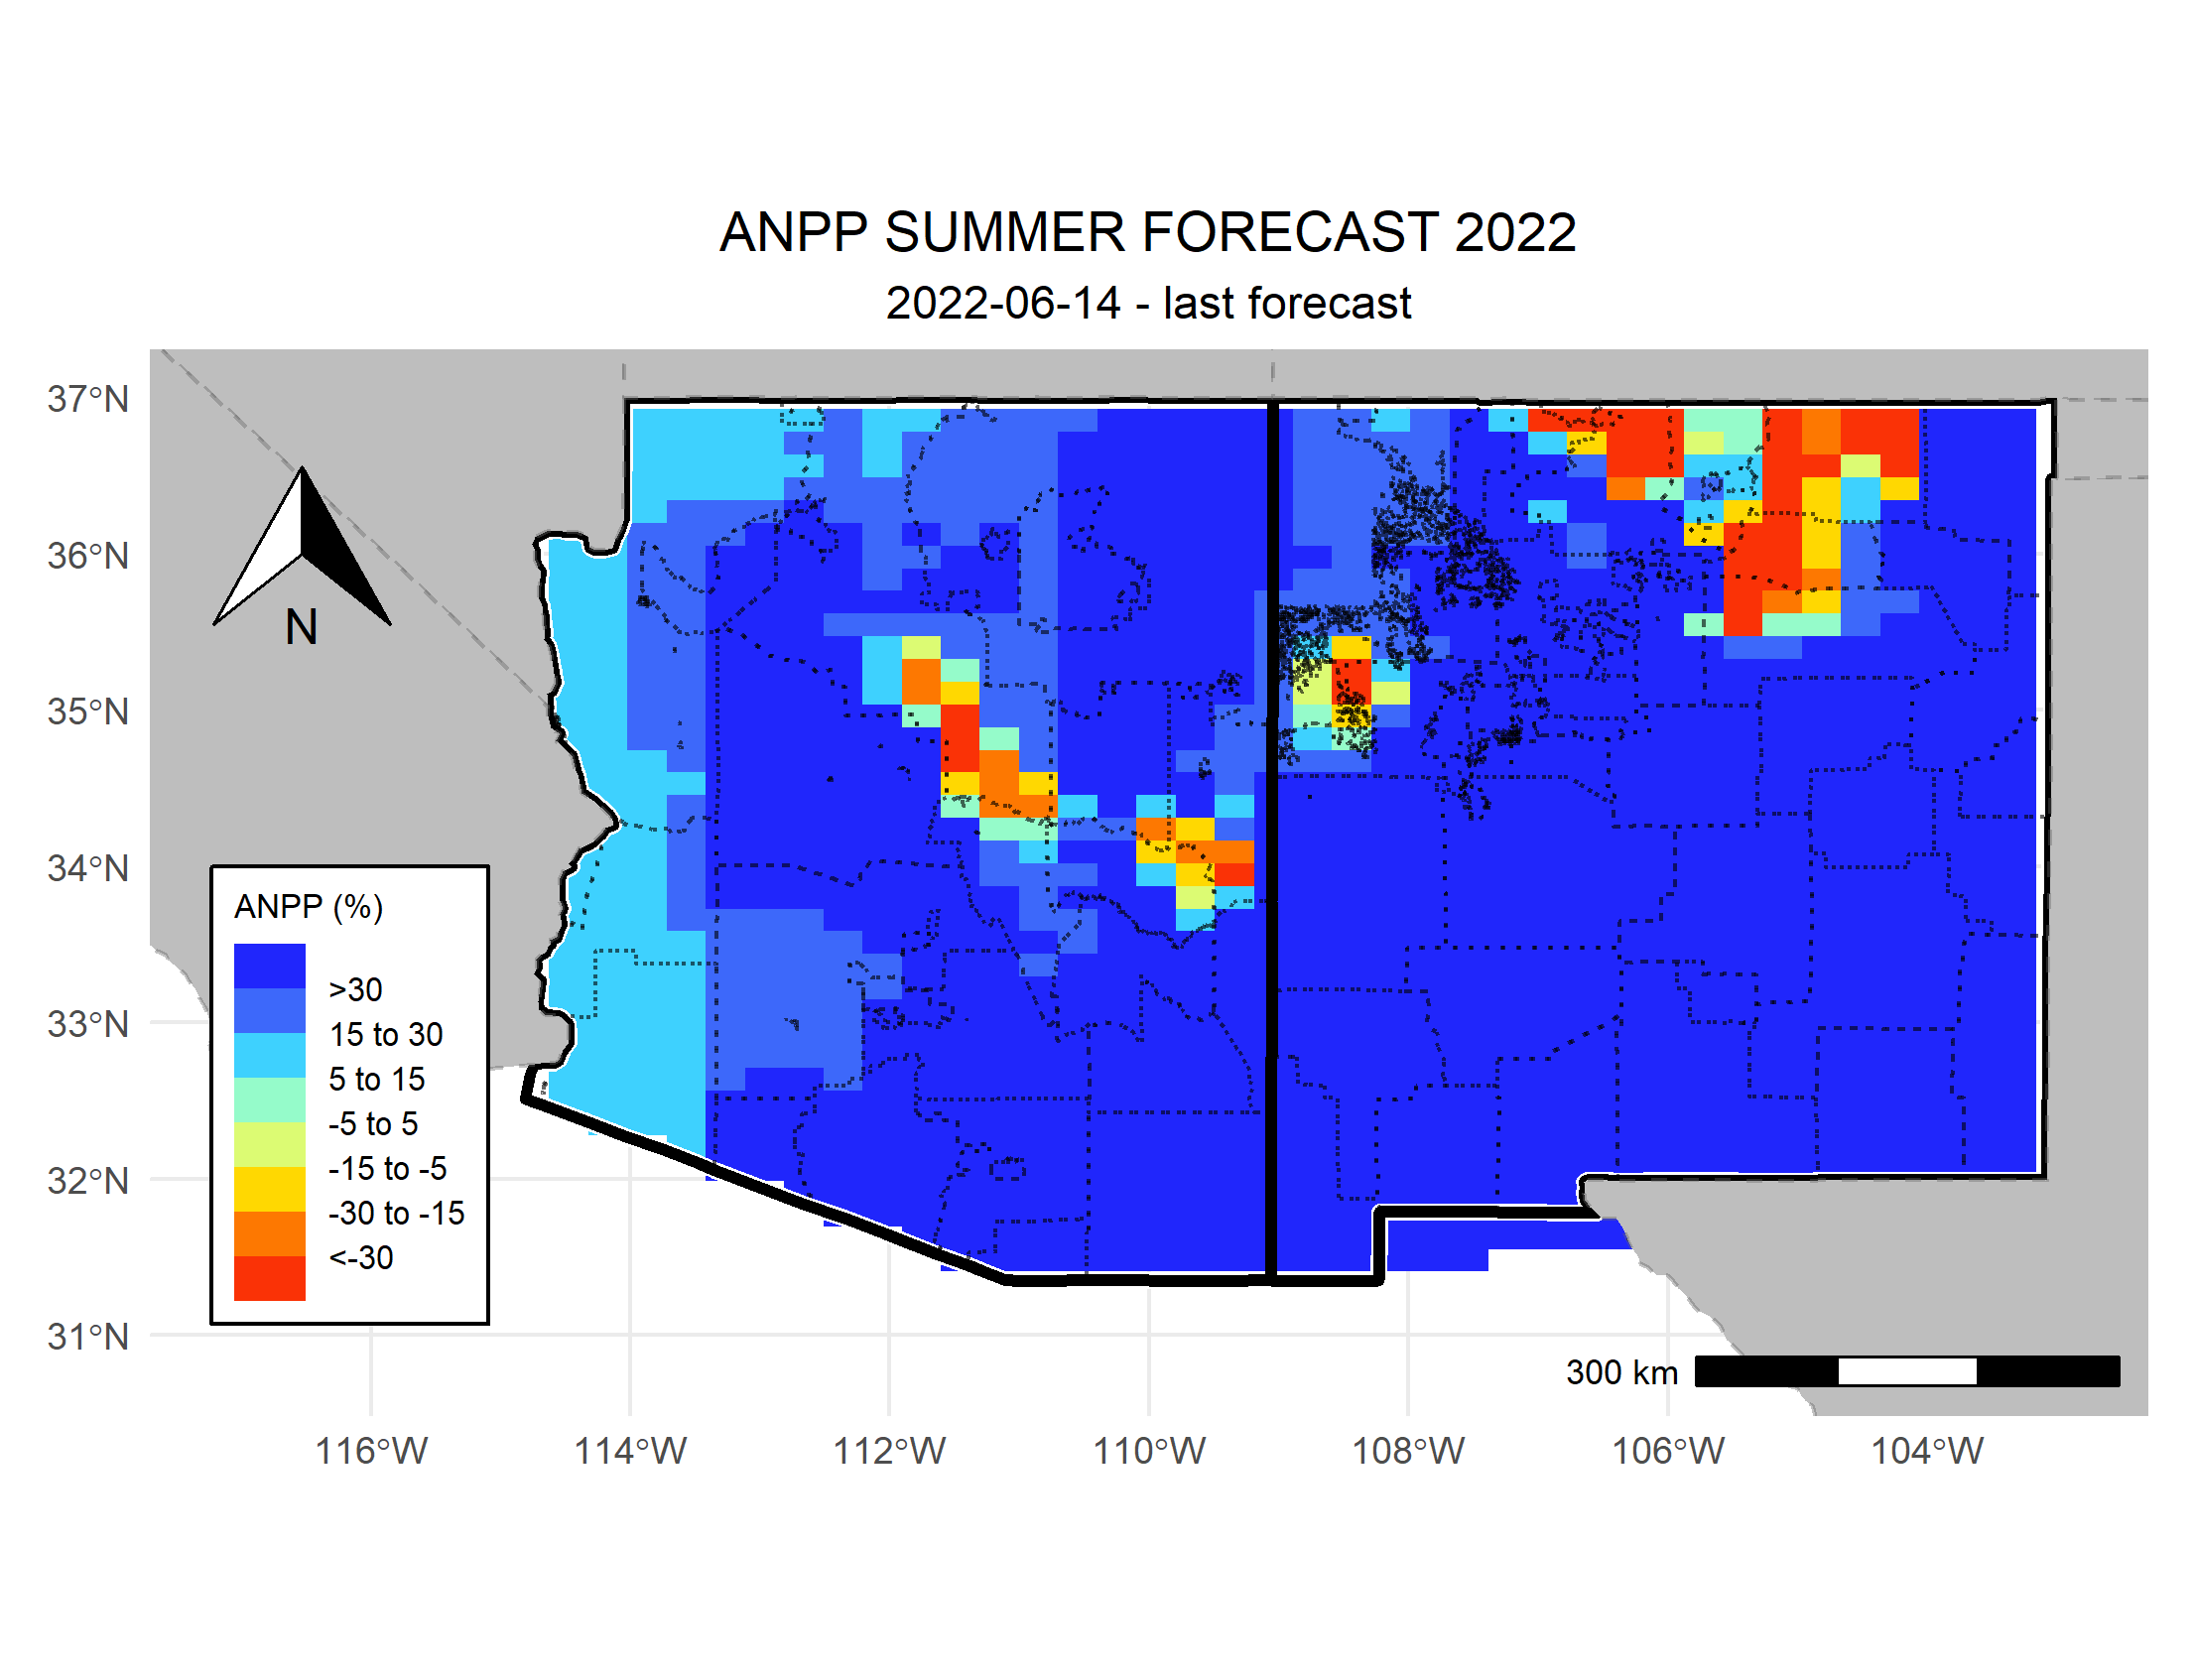 ANPP SUMMER FORECAST 2022
2022-06-14 - last forecast
37°N
36°N
35°N
34°N
33°N
32°N
31°N
N
ANPP (%)
>30
15 to 30
5 to 15
-5 to 5
-15 to -5
-30 to -15
<-30
300 km
116°W
114°W
112°W
110°W
108°W
106°W
104°W